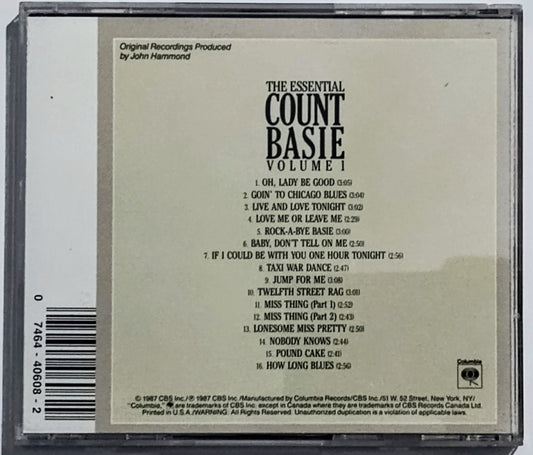 Original Recordings Produced
by John Hammond
THE ESSENTIAL
COUNT
BASIE
VOLUME 1
1. OH, LADY BE GOOD (3:05)
2. GOIN' TO CHICAGO BLUES (3:04)
3. LIVE AND LOVE TONIGHT (3:02)
4. LOVE ME OR LEAVE ME (2:29)
5. ROCK-A-BYE BASIE (3:06)
6. BABY, DON'T TELL ON ME (2:50)
7. IF I COULD BE WITH YOU ONE HOUR TONIGHT (2:56)
8. TAXI WAR DANCE (2:47)
9. JUMP FOR ME (3:08)
10. TWELFTH STREET RAG (3:01)
11. MISS THING (Part 1) (2:52)
12. MISS THING (Part 2) (2:43)
13. LONESOME MISS PRETTY (2:50)
14. NOBODY KNOWS (2:44)
15. POUND CAKE (2:41)
16. HOW LONG BLUES (2:56)
Columbia
© 1987 CBS Inc./℗ 1987 CBS Inc./Manufactured by Columbia Records/CBS Inc./51 W. 52 Street, New York, NY/
"Columbia," are trademarks of CBS Inc. except in Canada where they are trademarks of CBS Records Canada Ltd.
Printed in U.S.A./WARNING: All Rights Reserved. Unauthorized duplication is a violation of applicable laws.
0 7464 - 40608 - 2